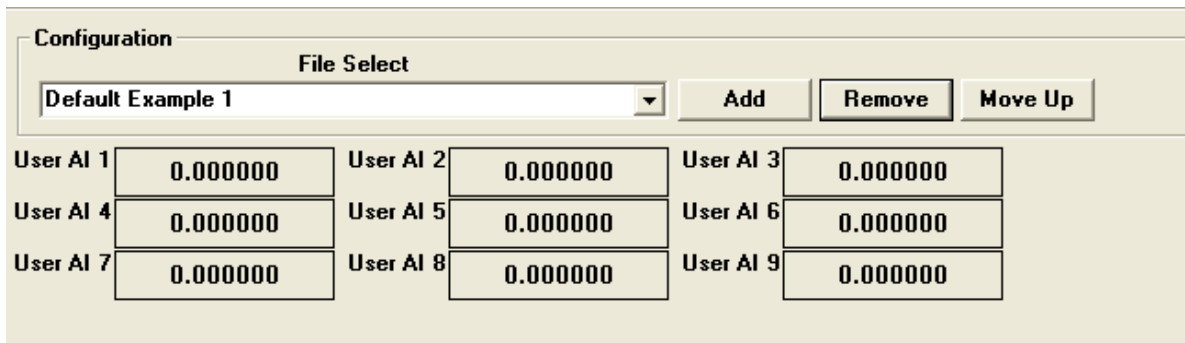 Configuration
File Select
Default Example 1 Add Remove Move Up
User AI 1 0.000000 User AI 2 0.000000 User AI 3 0.000000
User AI 4 0.000000 User AI 5 0.000000 User AI 6 0.000000
User AI 7 0.000000 User AI 8 0.000000 User AI 9 0.000000